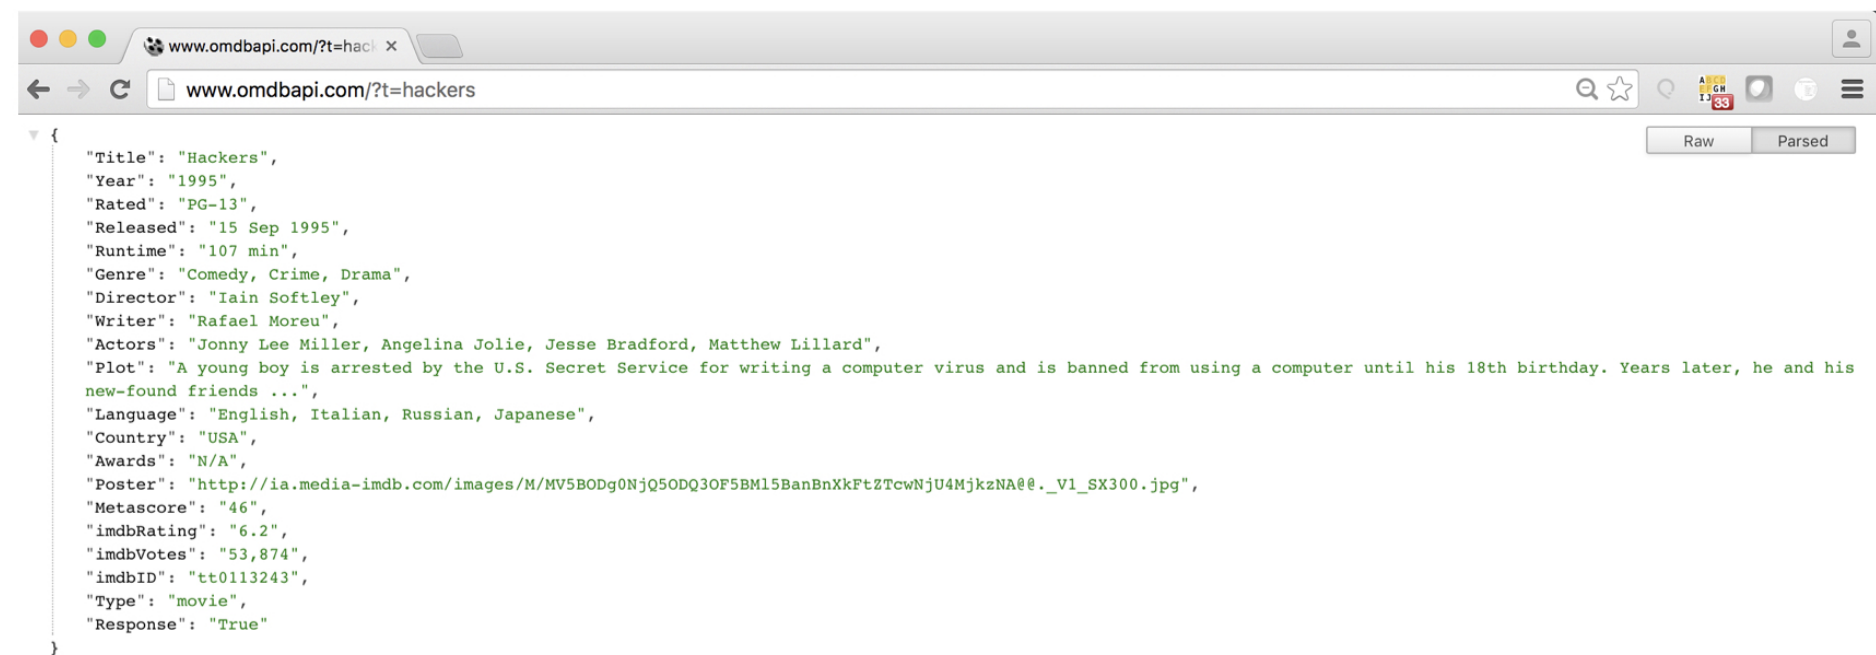 www.omdbapi.com/?t=hac
www.omdbapi.com/?t=hackers
33
Raw Parsed
{
"Title": "Hackers",
"Year": "1995",
"Rated": "PG-13",
"Released": "15 Sep 1995",
"Runtime": "107 min",
"Genre": "Comedy, Crime, Drama",
"Director": "Iain Softley",
"Writer": "Rafael Moreu",
"Actors": "Jonny Lee Miller, Angelina Jolie, Jesse Bradford, Matthew Lillard",
"Plot": "A young boy is arrested by the U.S. Secret Service for writing a computer virus and is banned from using a computer until his 18th birthday. Years later, he and his
new-found friends ...",
"Language": "English, Italian, Russian, Japanese",
"Country": "USA",
"Awards": "N/A",
"Poster": "http://ia.media-imdb.com/images/M/MV5BODg0NjQ5ODQ3OF5BMl5BanBnXkFtZTcwNjU4MjkzNA@@._V1_SX300.jpg",
"Metascore": "46",
"imdbRating": "6.2",
"imdbVotes": "53,874",
"imdbID": "tt0113243",
"Type": "movie",
"Response": "True"
}